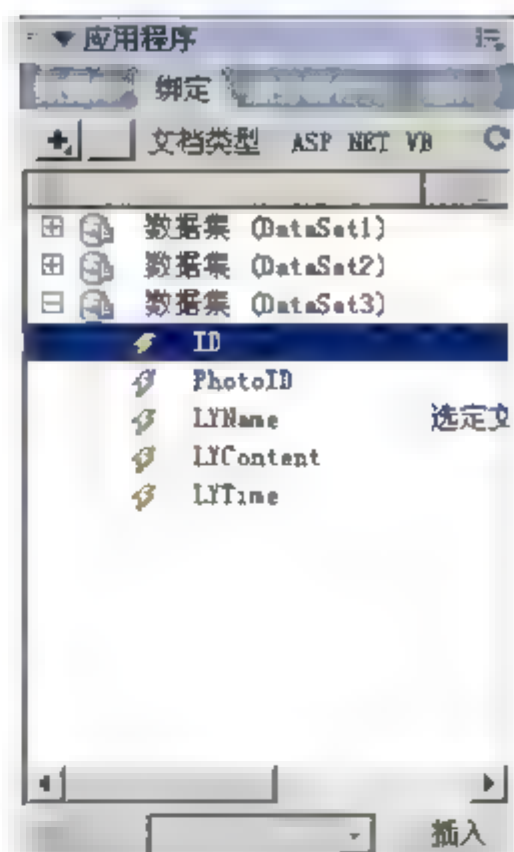 应用程序
绑定
文档类型 ASP NET VB
数据集 (DataSet1)
数据集 (DataSet2)
数据集 (DataSet3)
ID
PhotoID
LYName 选定文
LYContent
LYTime
插入